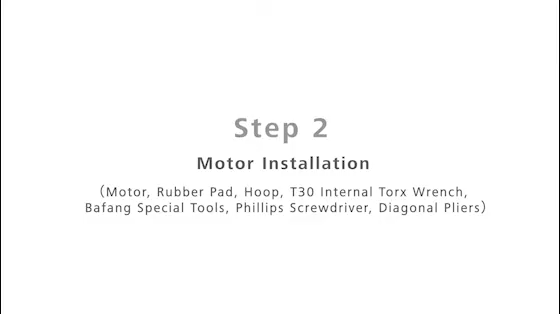 Step 2
Motor Installation
（Motor, Rubber Pad, Hoop, T30 Internal Torx Wrench,
Bafang Special Tools, Phillips Screwdriver, Diagonal Pliers）